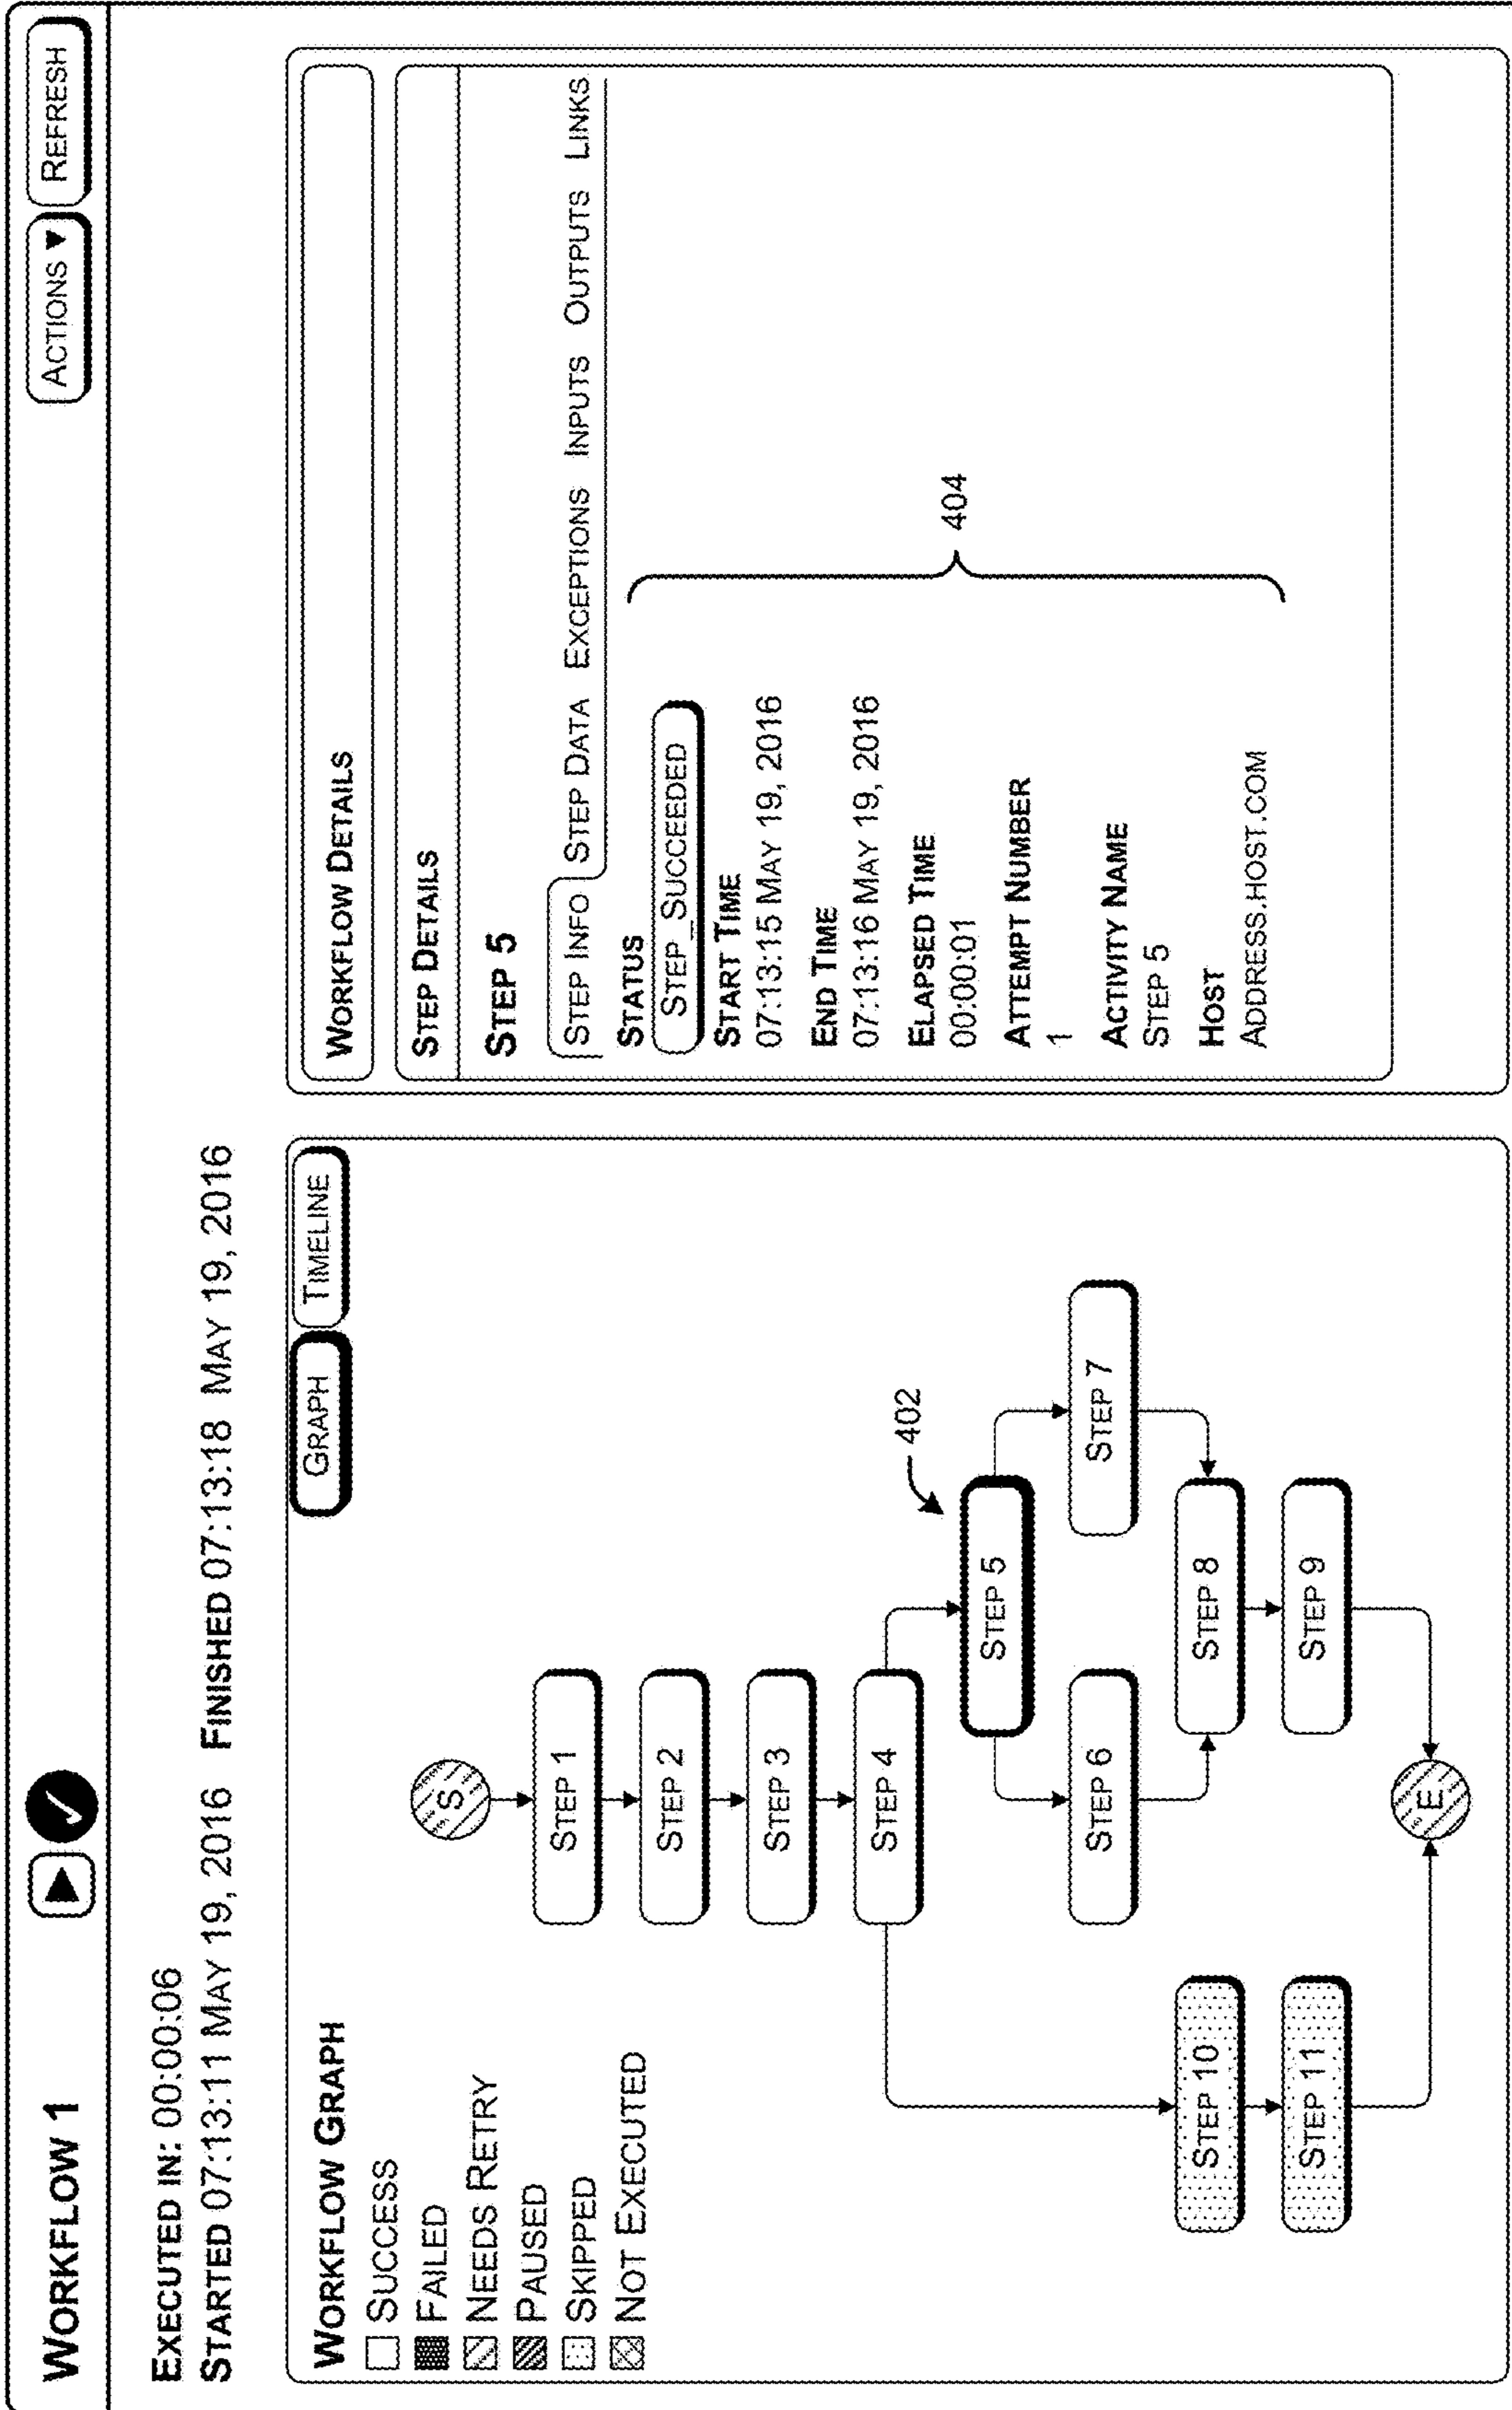 WORKFLOW 1
ACTIONS ▼
REFRESH
EXECUTED IN: 00:00:06
STARTED 07:13:11 MAY 19, 2016 FINISHED 07:13:18 MAY 19, 2016
WORKFLOW GRAPH
GRAPH
TIMELINE
SUCCESS
FAILED
NEEDS RETRY
PAUSED
SKIPPED
NOT EXECUTED
S
STEP 1
STEP 2
STEP 3
STEP 4
402
STEP 5
STEP 6
STEP 7
STEP 10
STEP 8
STEP 11
STEP 9
E
WORKFLOW DETAILS
STEP DETAILS
STEP 5
STEP INFO STEP DATA EXCEPTIONS INPUTS OUTPUTS LINKS
STATUS
STEP_SUCCEEDED
START TIME
07:13:15 MAY 19, 2016
END TIME
07:13:16 MAY 19, 2016
ELAPSED TIME
00:00:01
ATTEMPT NUMBER
1
ACTIVITY NAME
STEP 5
HOST
ADDRESS.HOST.COM
404